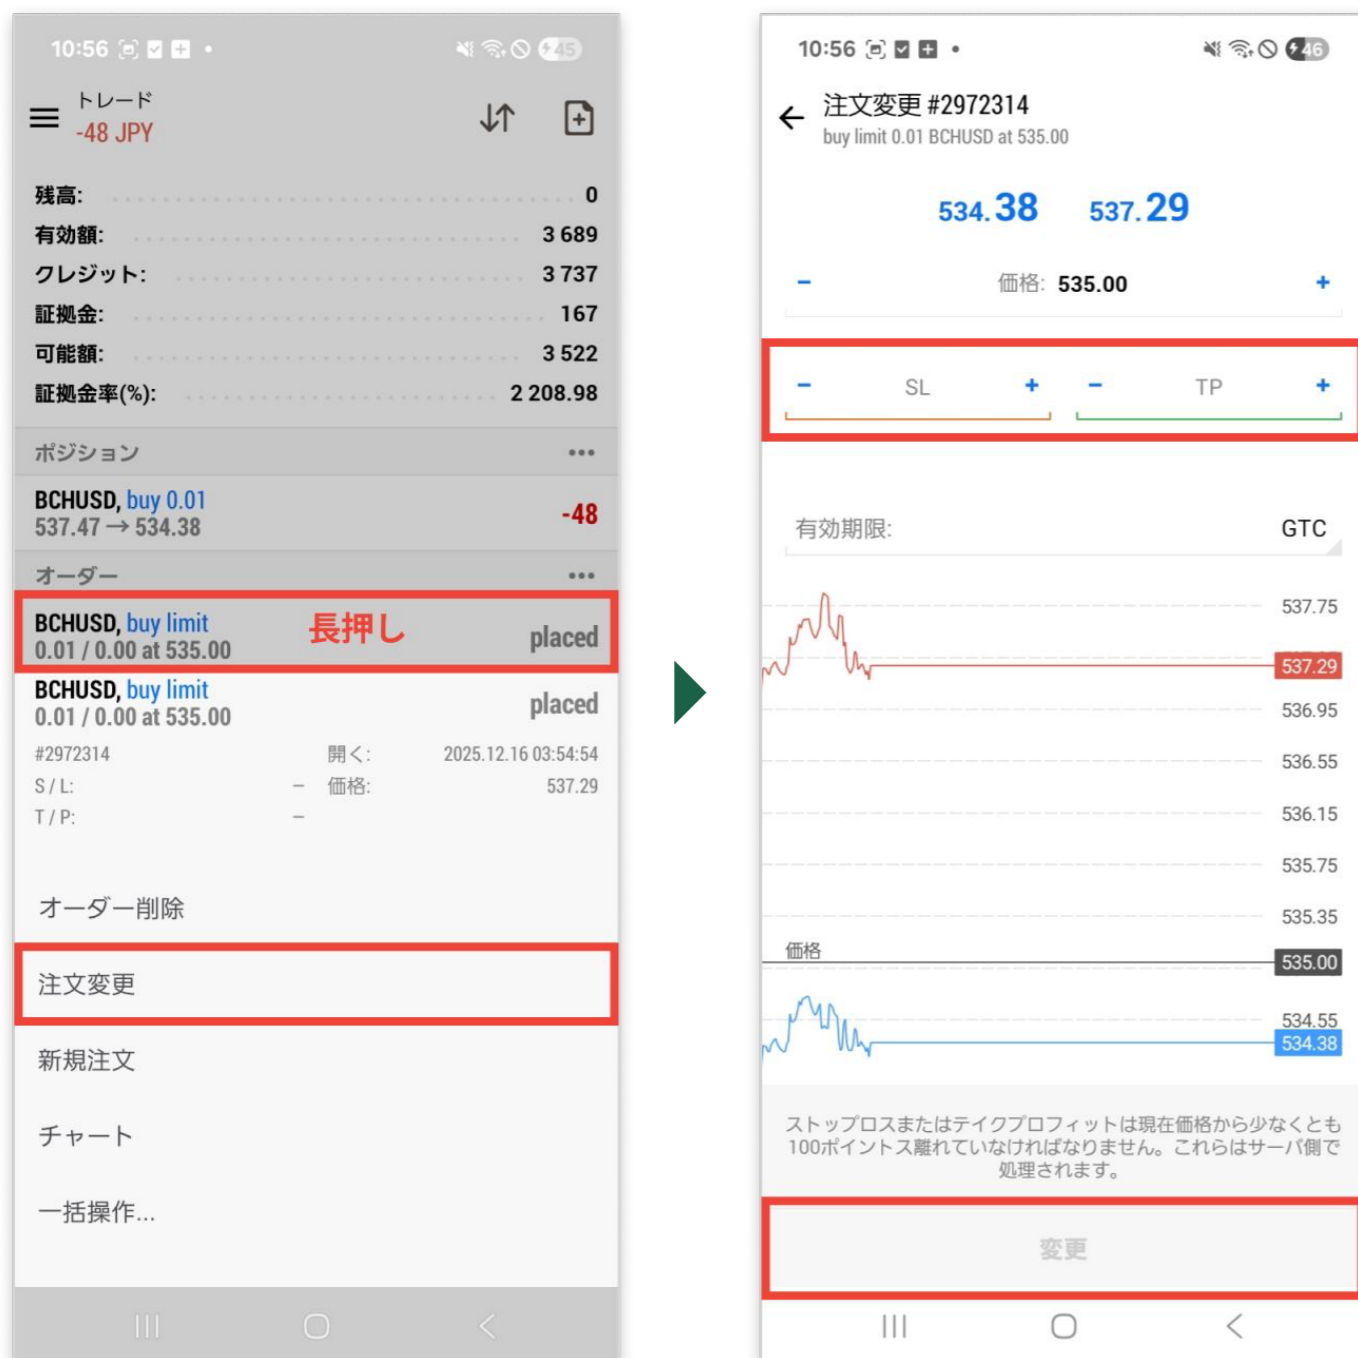 10:56
45
トレード
-48 JPY
残高: 0
有効額: 3 689
クレジット: 3 737
証拠金: 167
可能額: 3 522
証拠金率(%): 2 208.98
ポジション
BCHUSD, buy 0.01
537.47 → 534.38
-48
オーダー
BCHUSD, buy limit
0.01 / 0.00 at 535.00
長押し
placed
BCHUSD, buy limit
0.01 / 0.00 at 535.00
placed
#2972314 開く: 2025.12.16 03:54:54
S / L: – 価格: 537.29
T / P: –
オーダー削除
注文変更
新規注文
チャート
一括操作...
10:56
46
注文変更 #2972314
buy limit 0.01 BCHUSD at 535.00
534.38 537.29
- 価格: 535.00 +
- SL + - TP +
有効期限: GTC
537.75
537.29
536.95
536.55
536.15
535.75
535.35
価格
535.00
534.55
534.38
ストップロスまたはテイクプロフィットは現在価格から少なくとも
100ポイントス離れていなければなりません。これらはサーバ側で
処理されます。
変更